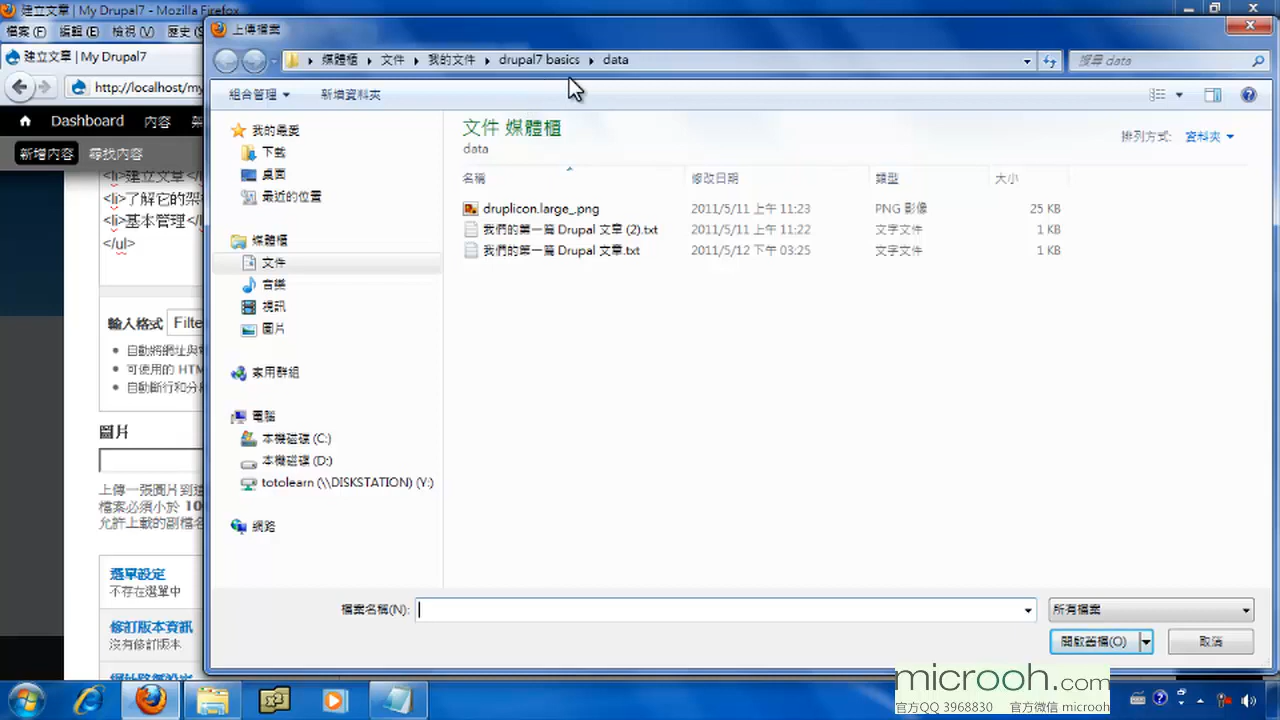 建立文章 | My Drupal7 - Mozilla Firefox
檔案(F) 編輯(E) 檢視(V) 歷史(S
建立文章 | My Drupal7
http://localhost/my
Dashboard 內容
新增內容 尋找內容
<li>建立文章</l
<li>了解它的架
<li>基本管理</
</ul>
輸入格式 Filte
自動將網址與
可使用的 HTM
自動斷行和分
圖片
上傳一張圖片到這
檔案必須小於 10
允許上載的副檔名
選單設定
不存在選單中
修訂版本資訊
沒有修訂版本
網址路徑設定
上傳檔案
媒體櫃 文件 我的文件 drupal7 basics data
搜尋 data
組合管理 新增資料夾
我的最愛
下載
桌面
最近的位置
媒體櫃
文件
音樂
視訊
圖片
家用群組
電腦
本機磁碟 (C:)
本機磁碟 (D:)
totolearn (\\DISKSTATION) (Y:)
網路
文件 媒體櫃
data
排列方式: 資料夾
名稱 修改日期 類型 大小
druplicon.large_.png 2011/5/11 上午 11:23 PNG 影像 25 KB
我們的第一篇 Drupal 文章 (2).txt 2011/5/11 上午 11:22 文字文件 1 KB
我們的第一篇 Drupal 文章.txt 2011/5/12 下午 03:25 文字文件 1 KB
檔案名稱(N):
所有檔案
開啟舊檔(O) 取消
microoh.com
官方QQ 3968830 官方微信 microoh